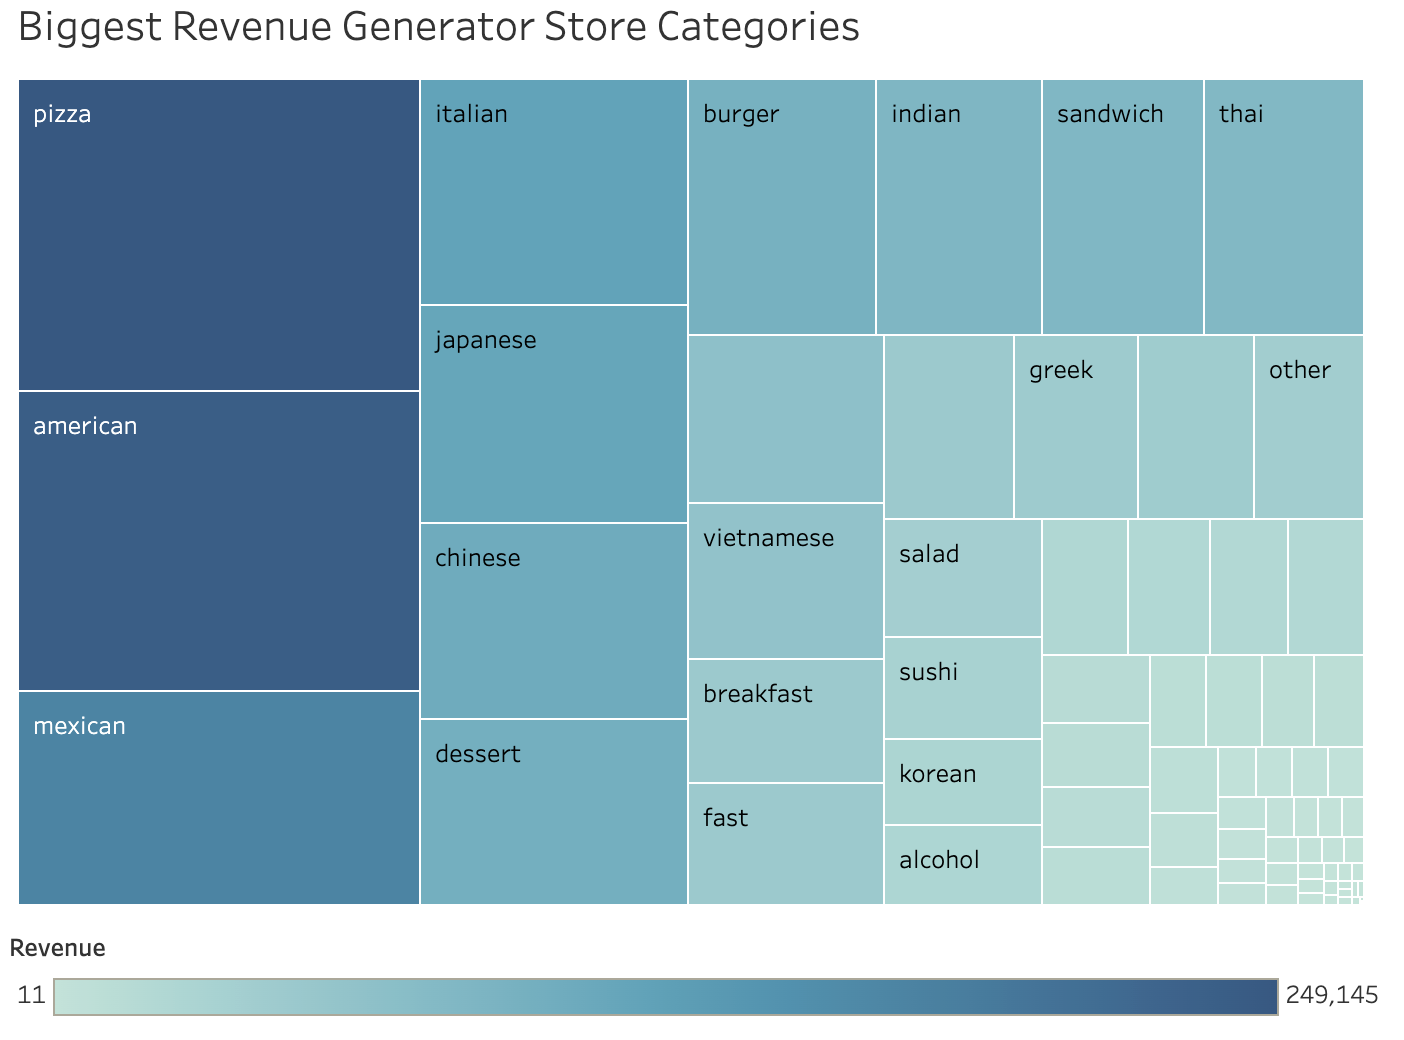 Biggest Revenue Generator Store Categories
pizza
italian
burger
indian
sandwich
thai
japanese
greek
other
american
vietnamese
salad
chinese
sushi
breakfast
mexican
dessert
korean
fast
alcohol
Revenue
11
249,145